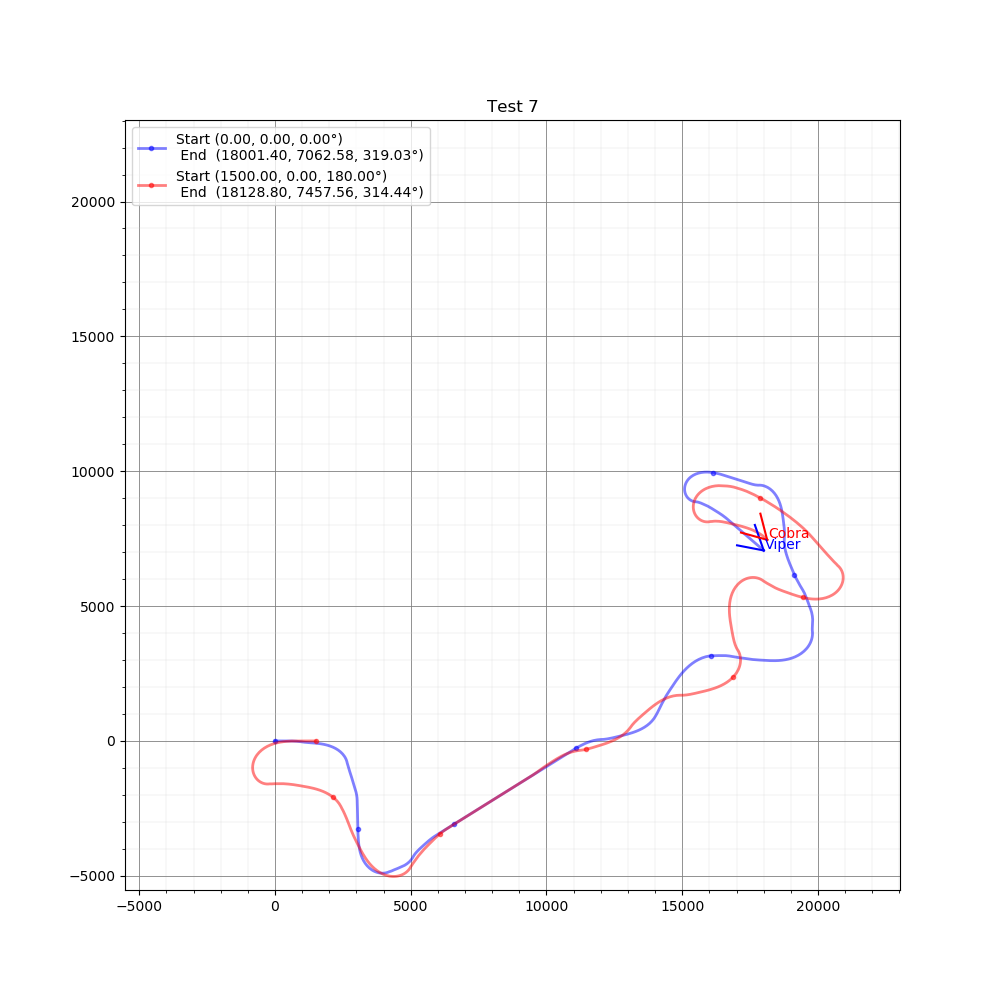 Test 7
Start (0.00, 0.00, 0.00°)
End (18001.40, 7062.58, 319.03°)
Start (1500.00, 0.00, 180.00°)
End (18128.80, 7457.56, 314.44°)
20000
15000
10000
Cobra
Viper
5000
0
−5000
−5000 0 5000 10000 15000 20000